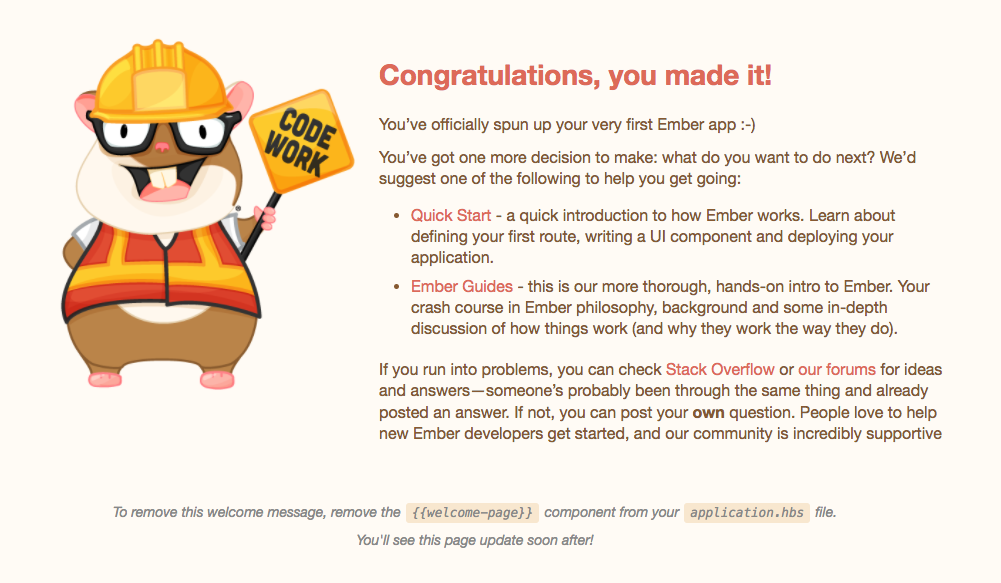 CODE
WORK
Congratulations, you made it!
You’ve officially spun up your very first Ember app :-)
You’ve got one more decision to make: what do you want to do next? We’d
suggest one of the following to help you get going:
• Quick Start - a quick introduction to how Ember works. Learn about
defining your first route, writing a UI component and deploying your
application.
• Ember Guides - this is our more thorough, hands-on intro to Ember. Your
crash course in Ember philosophy, background and some in-depth
discussion of how things work (and why they work the way they do).
If you run into problems, you can check Stack Overflow or our forums for ideas
and answers—someone’s probably been through the same thing and already
posted an answer. If not, you can post your own question. People love to help
new Ember developers get started, and our community is incredibly supportive
To remove this welcome message, remove the {{welcome-page}} component from your application.hbs file.
You'll see this page update soon after!